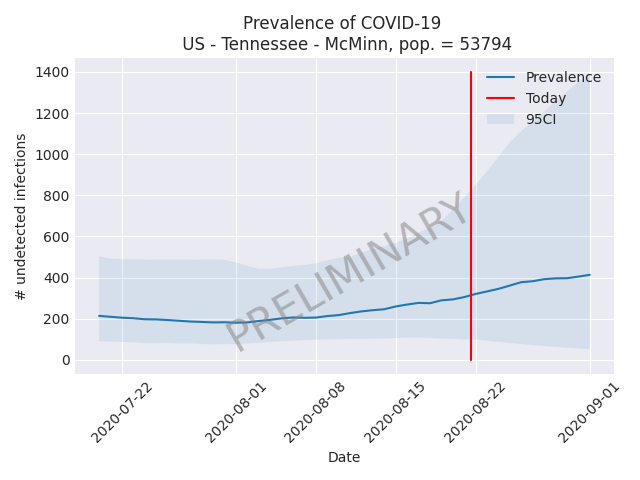 Prevalence of COVID-19
US - Tennessee - McMinn, pop. = 53794
1400
1200
1000
800
600
400
200
0
# undetected infections
Prevalence
Today
95CI
PRELIMINARY
2020-07-22
2020-08-01
2020-08-08
2020-08-15
2020-08-22
2020-09-01
Date